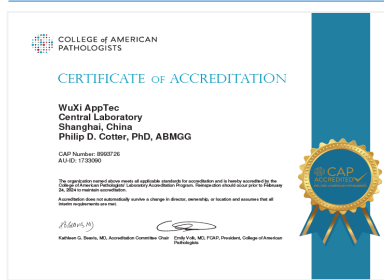 COLLEGE of AMERICAN
PATHOLOGISTS
CERTIFICATE OF ACCREDITATION
WuXi AppTec
Central Laboratory
Shanghai, China
Philip D. Cotter, PhD, ABMGG
CAP Number: 8993726
AU-ID: 1733090
The organization named above meets all applicable standards for accreditation and is hereby accredited by the
College of American Pathologists' Laboratory Accreditation Program. Reinspection should occur prior to February
24, 2024 to maintain accreditation.
Accreditation does not automatically survive a change in director, ownership, or location and assumes that all
interim requirements are met.
Kathleen G. Beavis, MD, Accreditation Committee Chair
Emily Volk, MD, FCAP, President, College of American
Pathologists
CAP
ACCREDITED